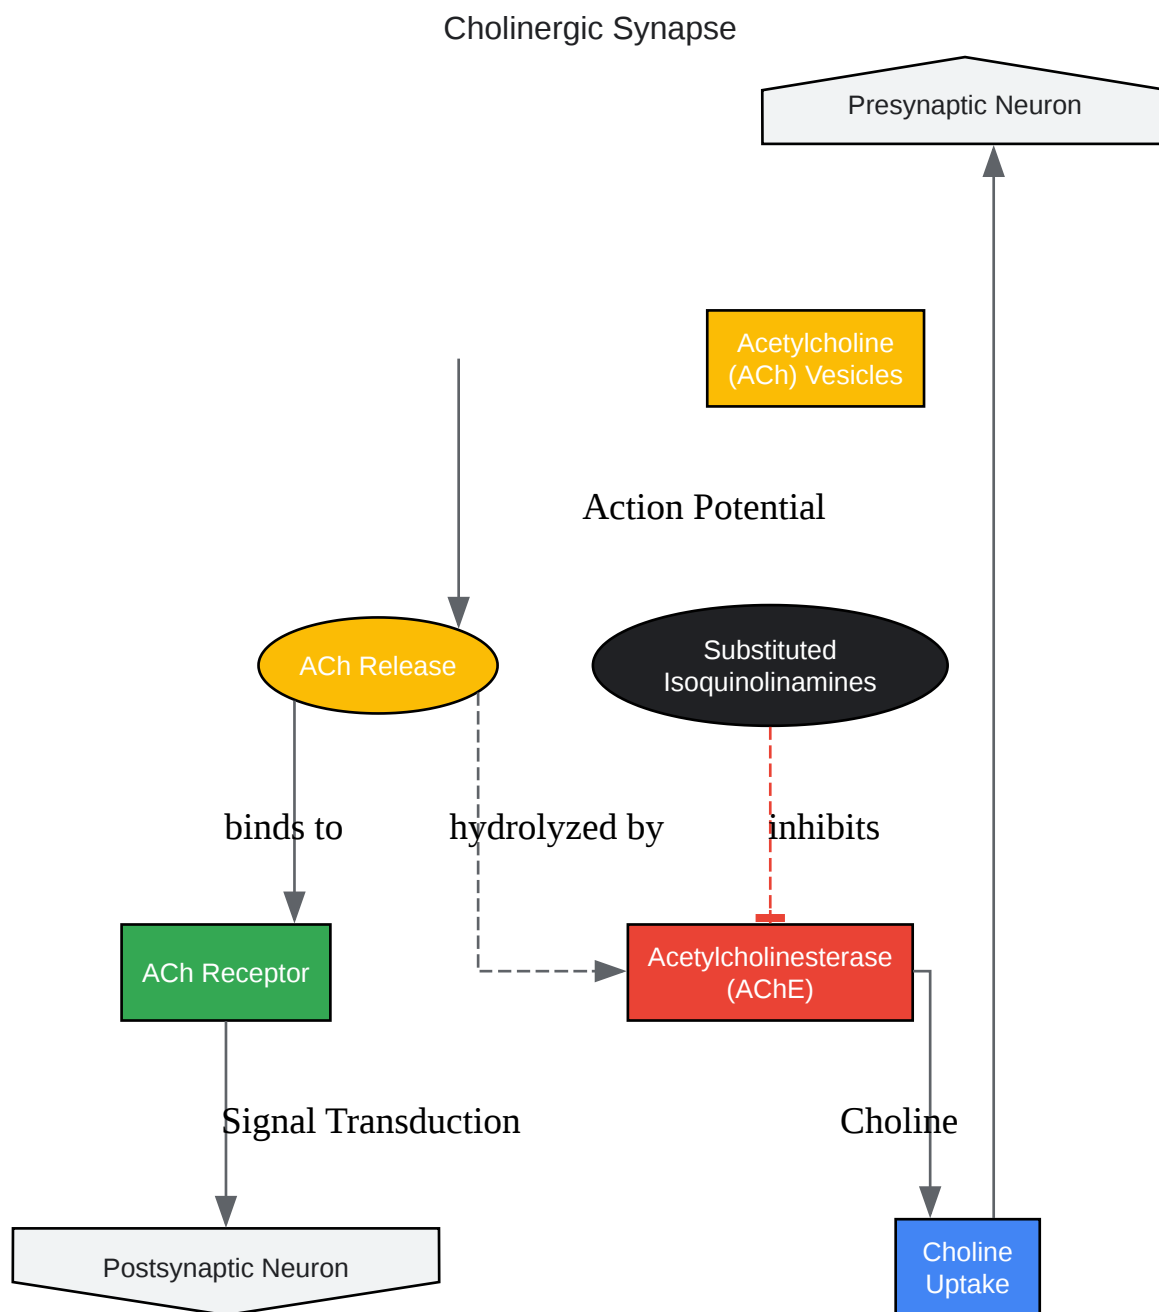 Cholinergic Synapse
Presynaptic Neuron
Acetylcholine
(ACh) Vesicles
Action Potential
ACh Release
Substituted
Isoquinolinamines
binds to
hydrolyzed by
inhibits
ACh Receptor
Acetylcholinesterase
(AChE)
Signal Transduction
Choline
Postsynaptic Neuron
Choline
Uptake